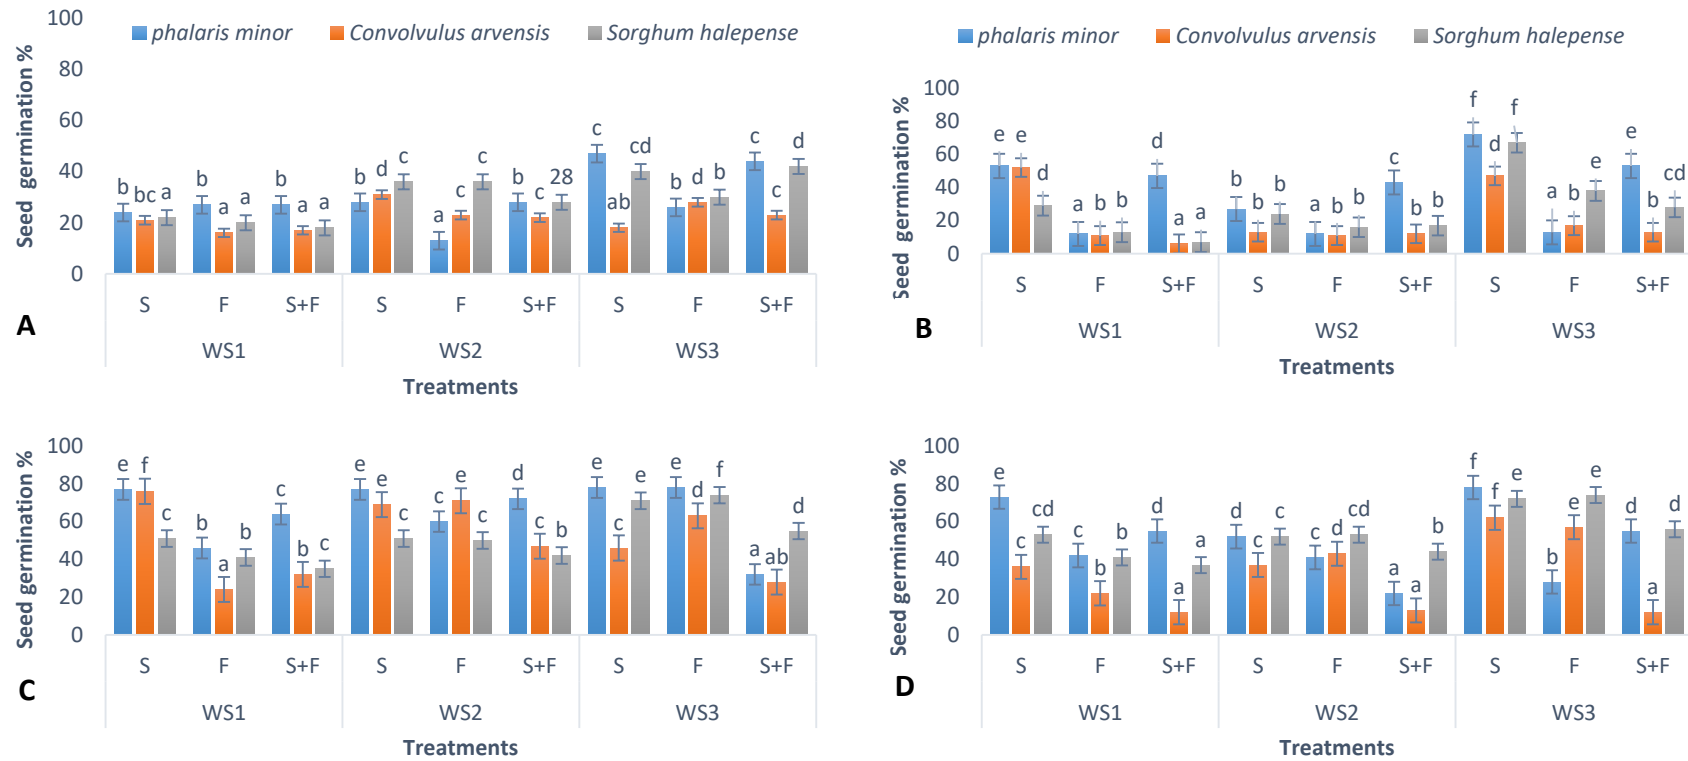 100
80
60
40
20
0
Seed germination %
phalaris minor Convolvulus arvensis Sorghum halepense
b bc a b a a b a a b d c a c c b c 28 c ab cd b d b c c d
S F S+F S F S+F S F S+F
WS1 WS2 WS3
Treatments
A
phalaris minor Convolvulus arvensis Sorghum halepense
100
80
60
40
20
0
Seed germination %
e e d a b b d a a b b b a b b c b b f d f a b e e b cd
S F S+F S F S+F S F S+F
WS1 WS2 WS3
Treatments
B
100
80
60
40
20
0
Seed germination %
e f c b a b c b c e e c c e c d c b e c e e d f a ab d
S F S+F S F S+F S F S+F
WS1 WS2 WS3
Treatments
C
100
80
60
40
20
0
Seed germination %
e c cd c b b d a a d c c c d cd a a b f f e b e e d a d
S F S+F S F S+F S F S+F
WS1 WS2 WS3
Treatments
D